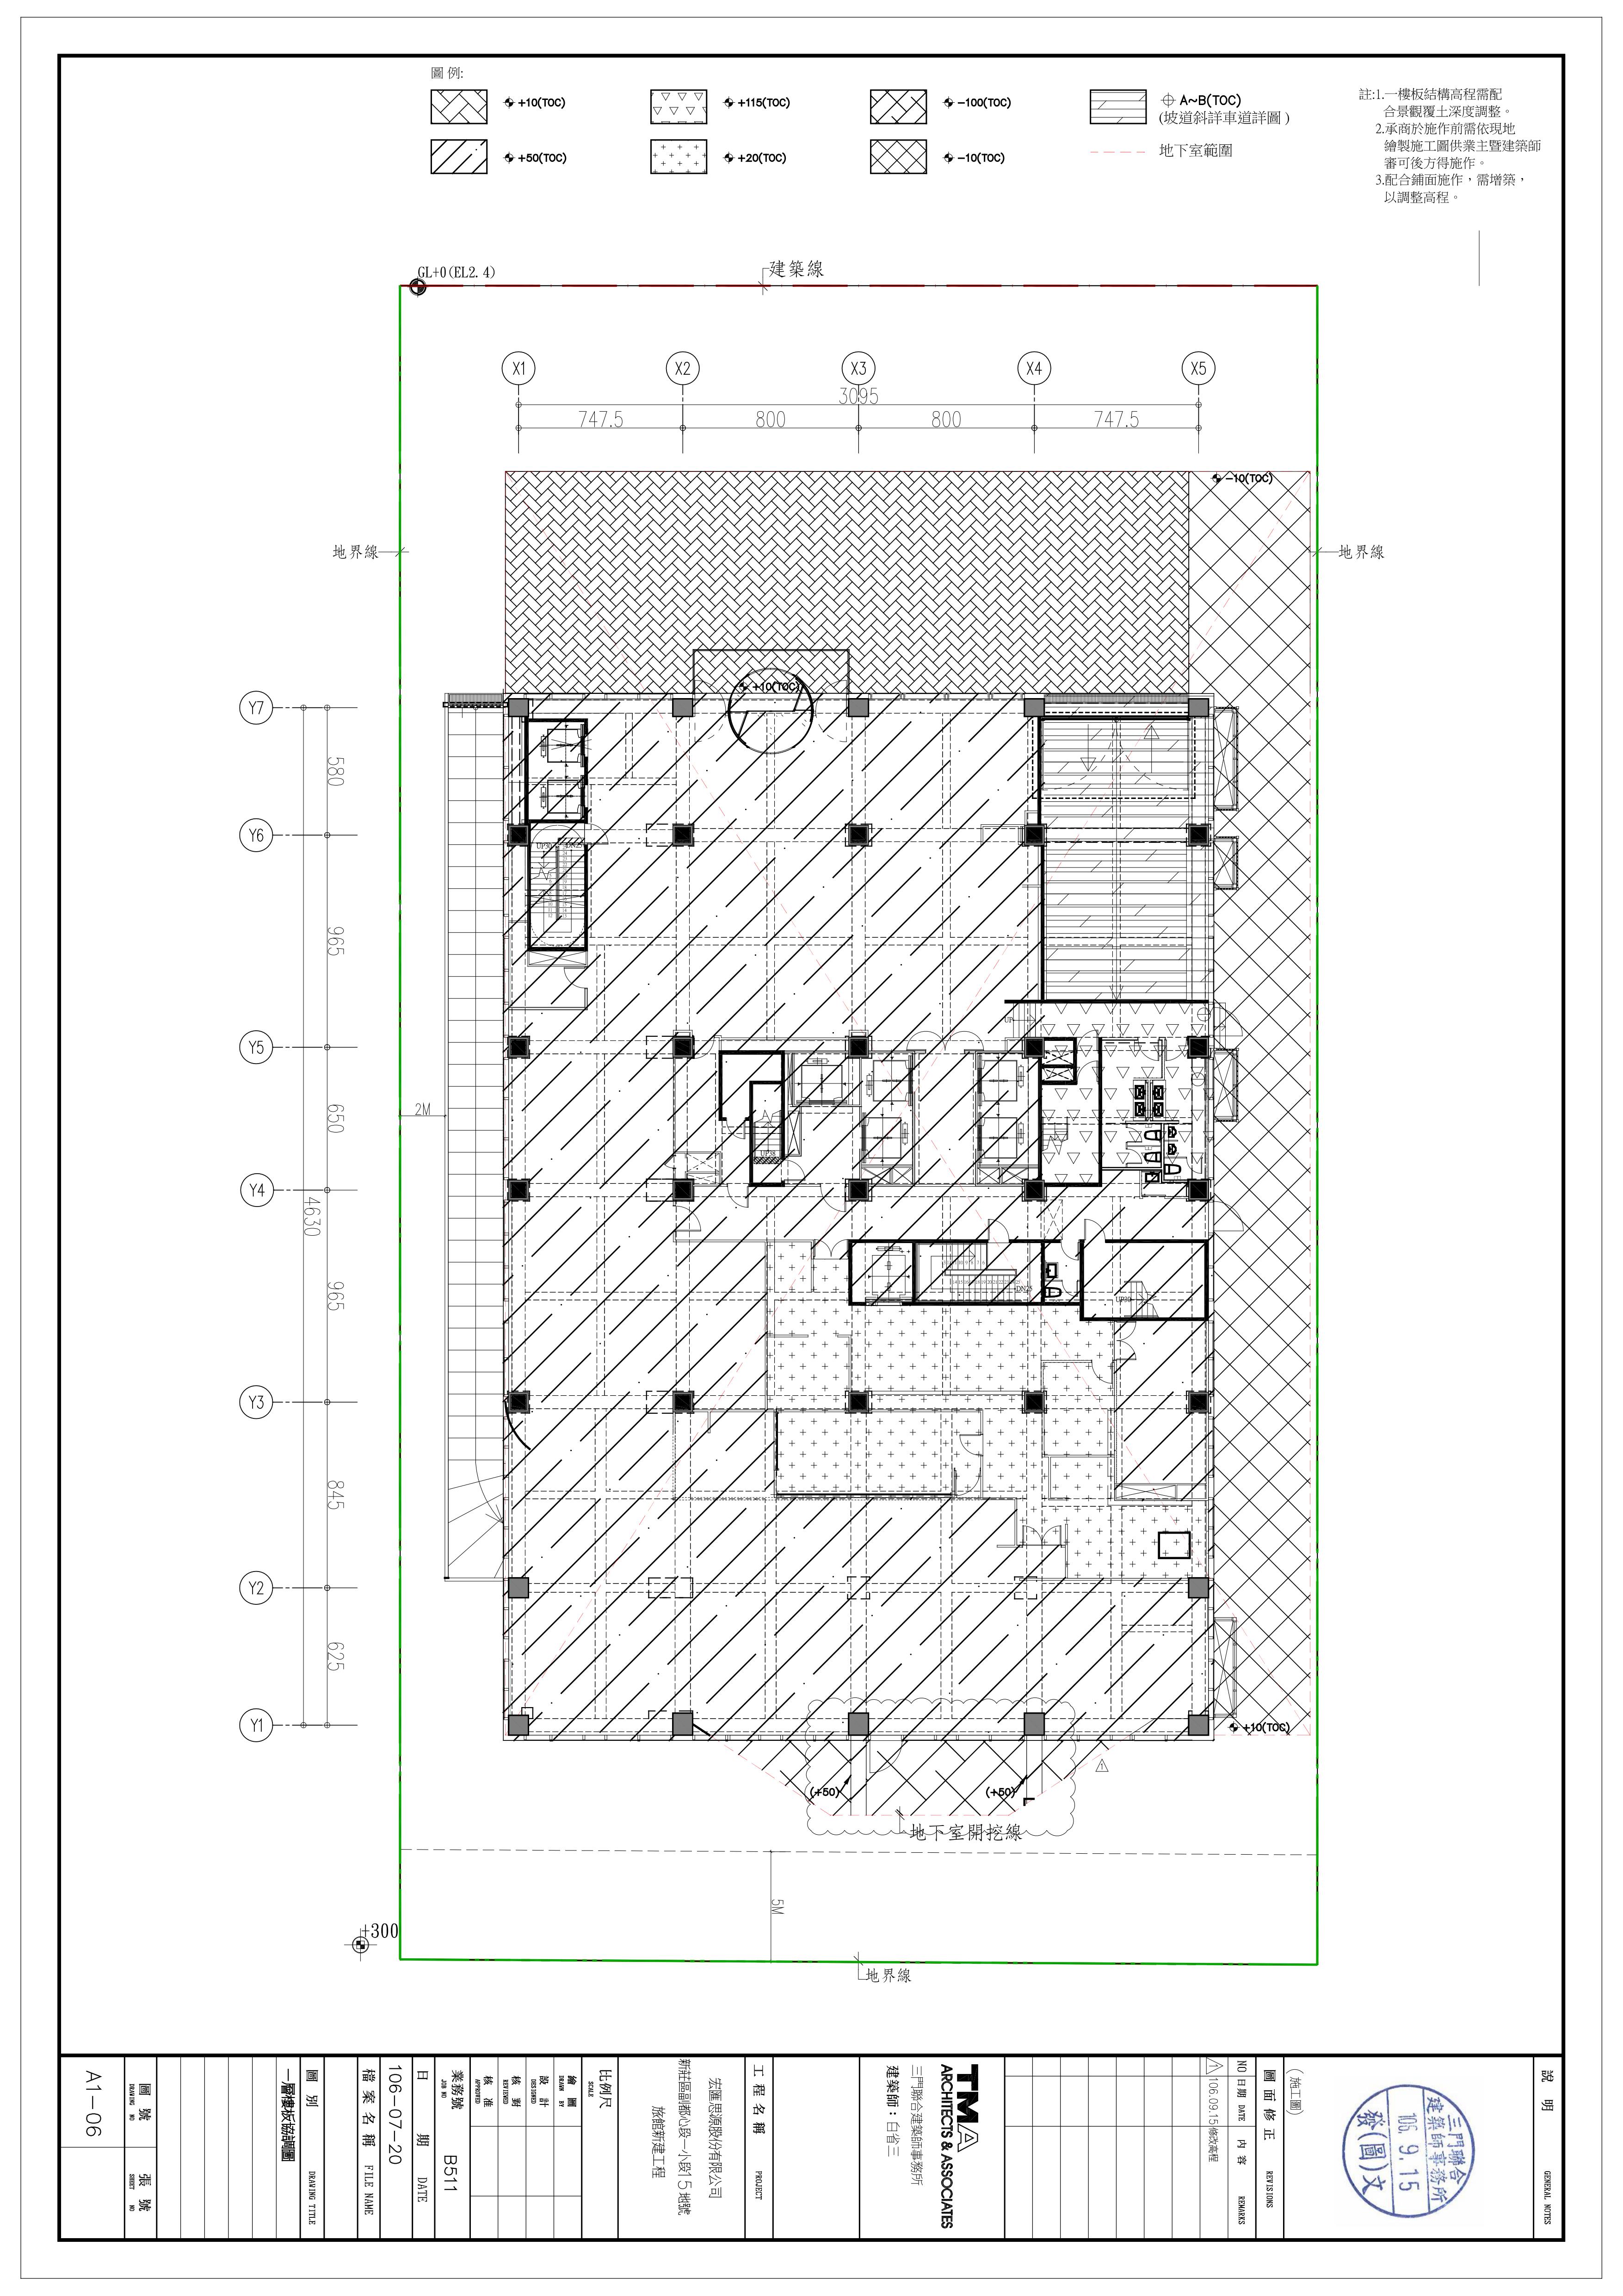 圖例:
+10(TOC)
+115(TOC)
-100(TOC)
A~B(TOC)
(坡道斜詳車道詳圖)
+50(TOC)
+20(TOC)
-10(TOC)
地下室範圍
註:1.一樓板結構高程需配
合景觀覆土深度調整。
2.承商於施作前需依現地
繪製施工圖供業主暨建築師
審可後方得施作。
3.配合鋪面施作，需增築，
以調整高程。
GL+0(EL2.4)
建築線
X1
X2
X3
X4
X5
3095
747.5
800
800
747.5
-10(TOC)
地界線
地界線
+10(TOC)
Y7
580
Y6
UP30
DN25
965
Y5
UP
2M
650
Y4
4630
965
DN25
UP30
Y3
845
Y2
625
Y1
+10(TOC)
(+50)
(+50)
1
地下室開挖線
5M
+300
地界線
說明 GENERAL NOTES
三門聯合
建築師事務所
106. 9. 15
發(圖)文
(施工圖)
圖面修正 REVISIONS
NO 日期 DATE 內容 REMARKS
1 106.09.15 修改高程
TMA
ARCHITECTS & ASSOCIATES
三門聯合建築師事務所
建築師：白省三
工程名稱 PROJECT
宏匯思源股份有限公司
新莊區副都心段一小段15地號
旅館新建工程
比例尺
SCALE
繪圖
DRAWN BY
設計
DESIGNED
校對
REVIEWED
核准
APPROVED
業務號
JOB NO
B511
日期 DATE
106-07-20
檔案名稱 FILE NAME
圖別 DRAWING TITLE
一層樓板協調圖
圖號
DRAWING NO
張號
SHEET NO
A1-06